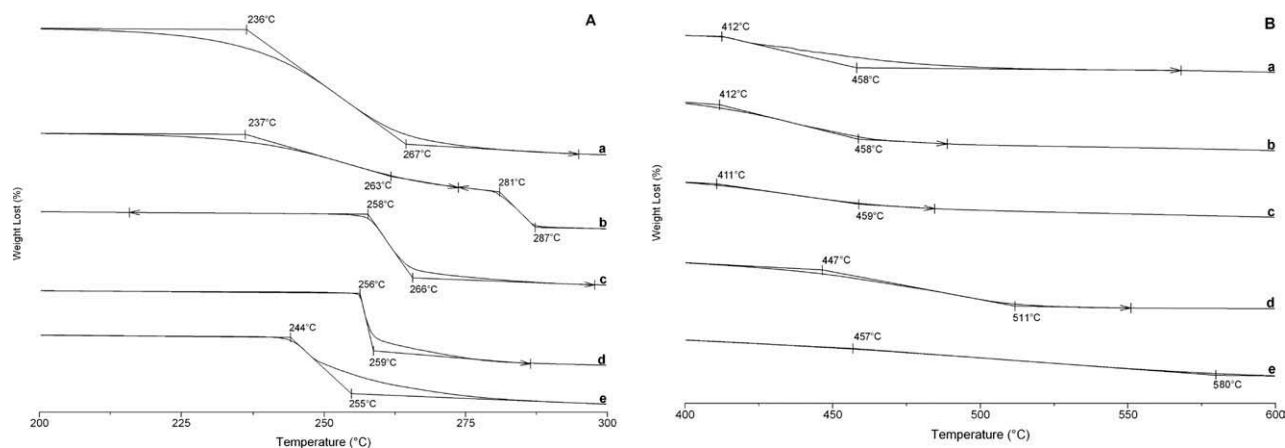 A
236°C
267°C
a
237°C
263°C
281°C
287°C
b
258°C
266°C
c
256°C
259°C
d
244°C
255°C
e
Weight Lost (%)
200 225 250 275 300
Temperature (°C)
B
412°C
458°C
a
412°C
458°C
b
411°C
459°C
c
447°C
511°C
d
457°C
580°C
e
Weight Lost (%)
400 450 500 550 600
Temperature (°C)